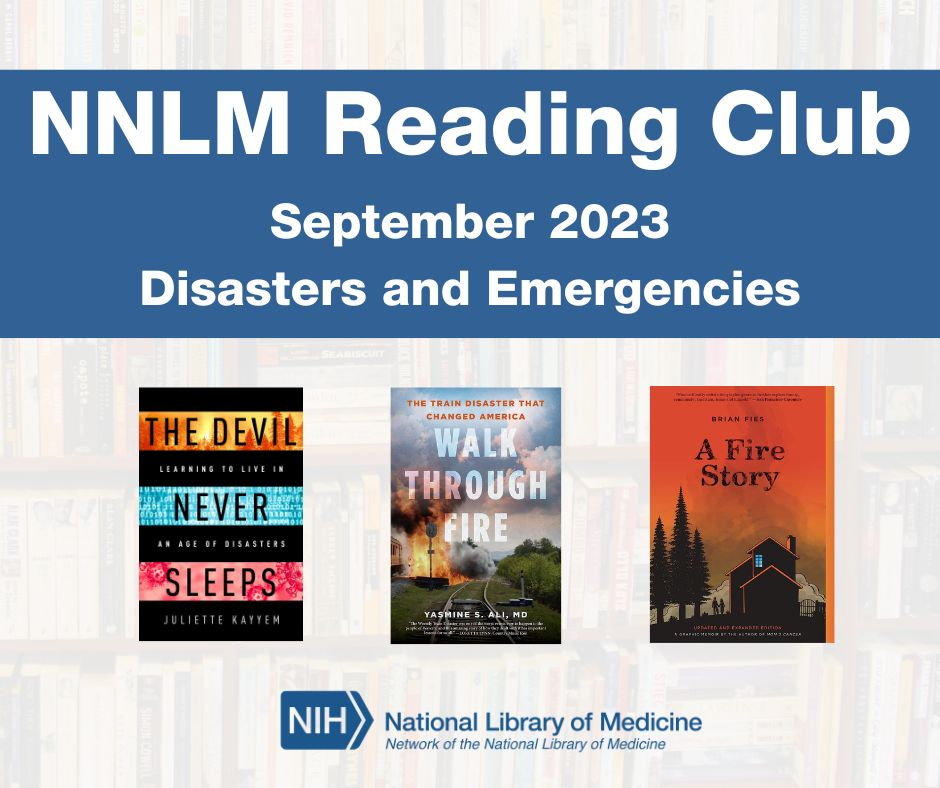 NNLM Reading Club
September 2023
Disasters and Emergencies
SEABISCUIT
THE DEVIL
LEARNING TO LIVE IN
NEVER
AN AGE OF DISASTERS
SLEEPS
JULIETTE KAYYEM
THE TRAIN DISASTER THAT
CHANGED AMERICA
WALK
THROUGH
FIRE
YASMINE S. ALI, MD
BRIAN FIES
A Fire
Story
UPDATED AND EXPANDED EDITION
A GRAPHIC MEMOIR BY THE AUTHOR OF MOM'S CANCER
NIH
National Library of Medicine
Network of the National Library of Medicine